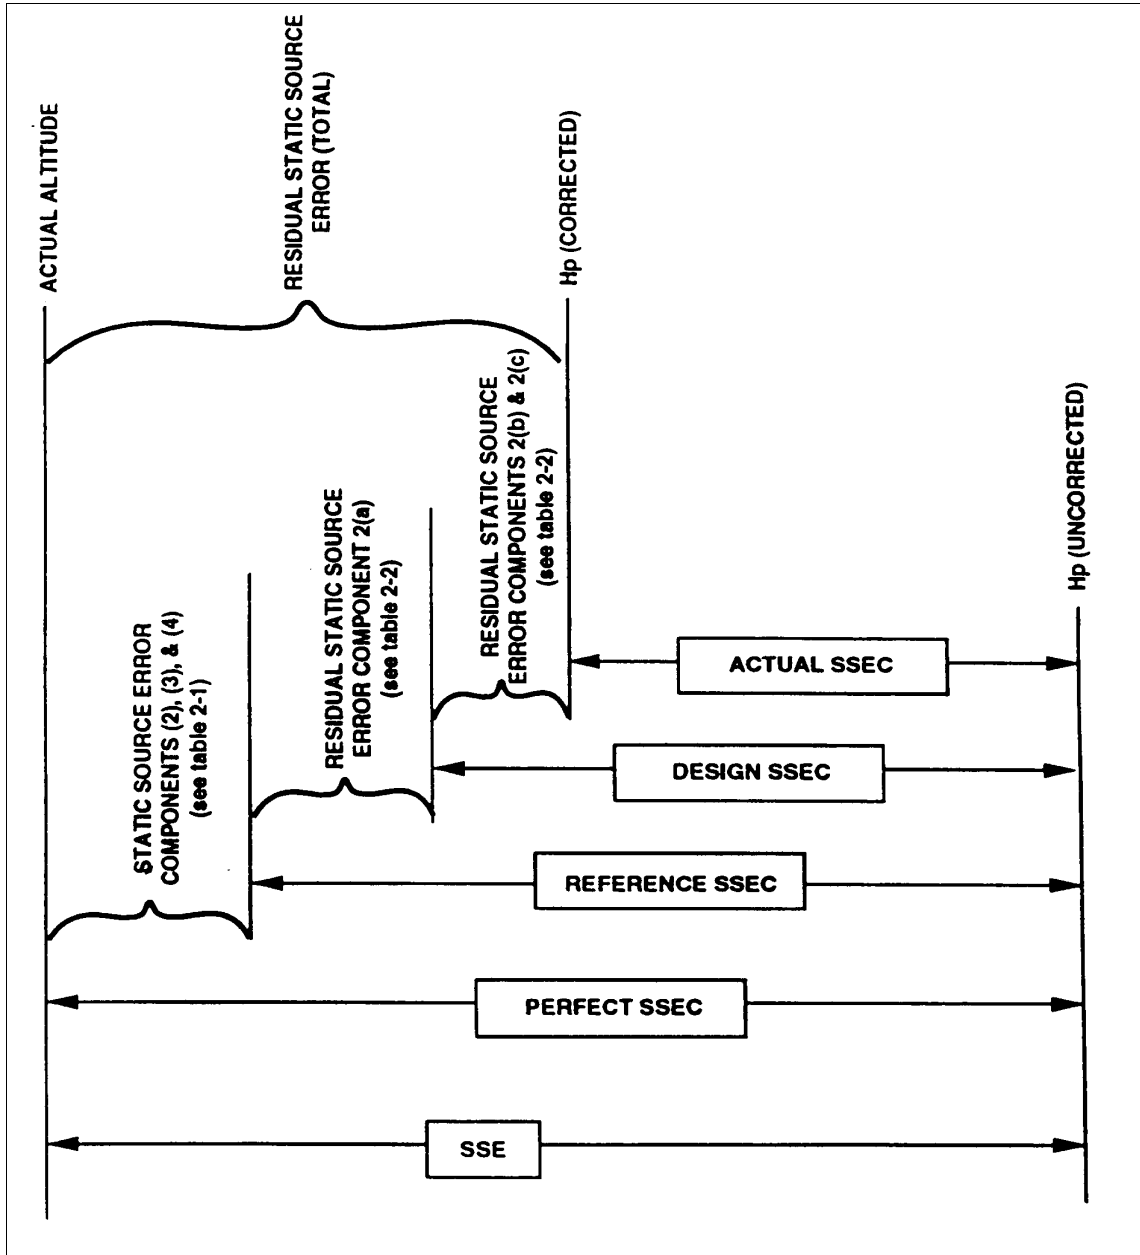 ACTUAL ALTITUDE
RESIDUAL STATIC SOURCE
ERROR (TOTAL)
Hp (CORRECTED)
Hp (UNCORRECTED)
STATIC SOURCE ERROR
COMPONENTS (2), (3), & (4)
(see table 2-1)
RESIDUAL STATIC SOURCE
ERROR COMPONENT 2(a)
(see table 2-2)
RESIDUAL STATIC SOURCE
ERROR COMPONENTS 2(b) & 2(c)
(see table 2-2)
ACTUAL SSEC
DESIGN SSEC
REFERENCE SSEC
PERFECT SSEC
SSE